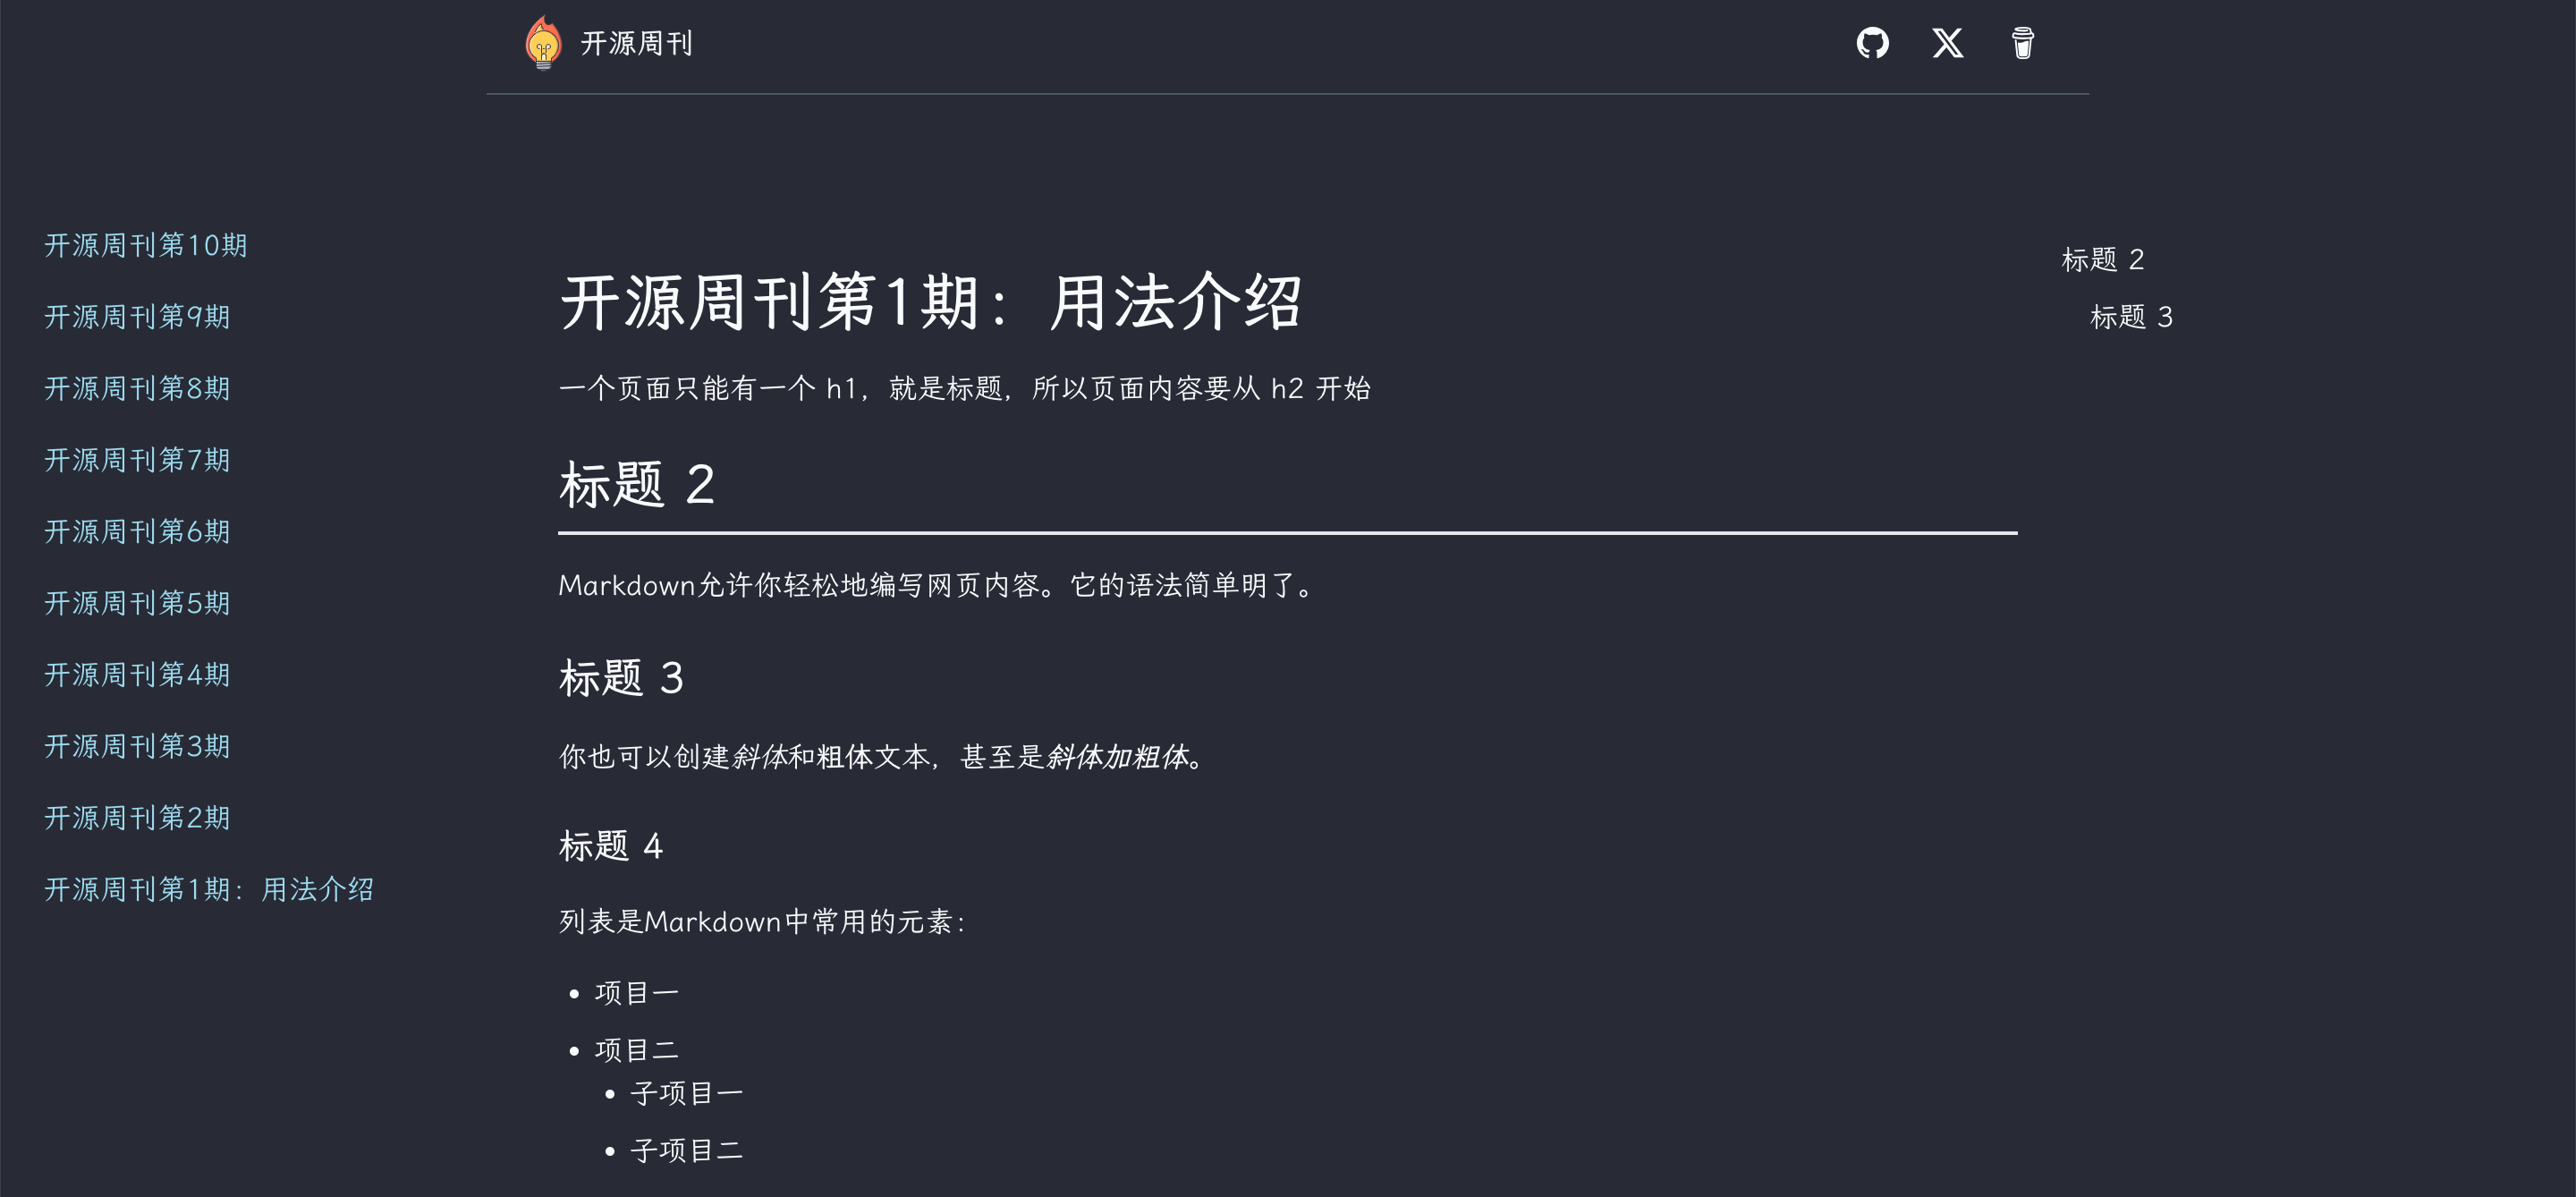 开源周刊
开源周刊第10期
开源周刊第9期
开源周刊第8期
开源周刊第7期
开源周刊第6期
开源周刊第5期
开源周刊第4期
开源周刊第3期
开源周刊第2期
开源周刊第1期：用法介绍
开源周刊第1期：用法介绍
一个页面只能有一个 h1，就是标题，所以页面内容要从 h2 开始
标题 2
Markdown允许你轻松地编写网页内容。它的语法简单明了。
标题 3
你也可以创建斜体和粗体文本，甚至是斜体加粗体。
标题 4
列表是Markdown中常用的元素：
• 项目一
• 项目二
• 子项目一
• 子项目二
标题 2
标题 3